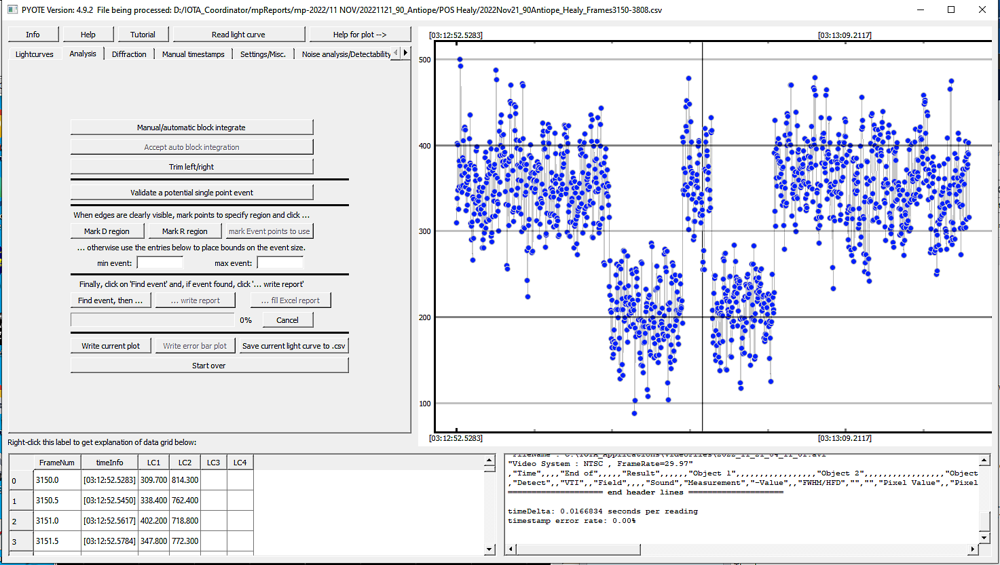 PYOTE Version: 4.9.2 File being processed: D:/IOTA_Coordinator/mpReports/mp-2022/11 NOV/20221121_90_Antiope/POS Healy/2022Nov21_90Antiope_Healy_Frames3150-3808.csv
Info Help Tutorial Read light curve Help for plot -->
Lightcurves Analysis Diffraction Manual timestamps Settings/Misc. Noise analysis/Detectability
Manual/automatic block integrate
Accept auto block integration
Trim left/right
Validate a potential single point event
When edges are clearly visible, mark points to specify region and click ...
Mark D region Mark R region mark Event points to use
... otherwise use the entries below to place bounds on the event size.
min event: max event:
Finally, click on 'Find event' and, if event found, click '... write report'
Find event, then ... ... write report ... fill Excel report
0% Cancel
Write current plot Write error bar plot Save current light curve to .csv
Start over
[03:12:52.5283] [03:13:09.2117]
500
400
300
200
100
[03:12:52.5283] [03:13:09.2117]
Right-click this label to get explanation of data grid below:
FrameNum timeInfo LC1 LC2 LC3 LC4
0 3150.0 [03:12:52.5283] 309.700 814.300
1 3150.5 [03:12:52.5450] 338.400 762.400
2 3151.0 [03:12:52.5617] 402.200 718.800
3 3151.5 [03:12:52.5784] 347.800 772.300
"Video System : NTSC , FrameRate=29.97"
,"Time",,,,"End of",,,,,"Result",,,,,,"Object 1",,,,,,,,,,,,,,,,,"Object 2",,,,,,,,,,,,,,,,,"Object
,"Detect",,"VTI",,"Field",,,,"Sound","Measurement","-Value",,"FWHM/HFD","","","Pixel Value",,"Pixel
==================== end header lines ====================
timeDelta: 0.0166834 seconds per reading
timestamp error rate: 0.00%